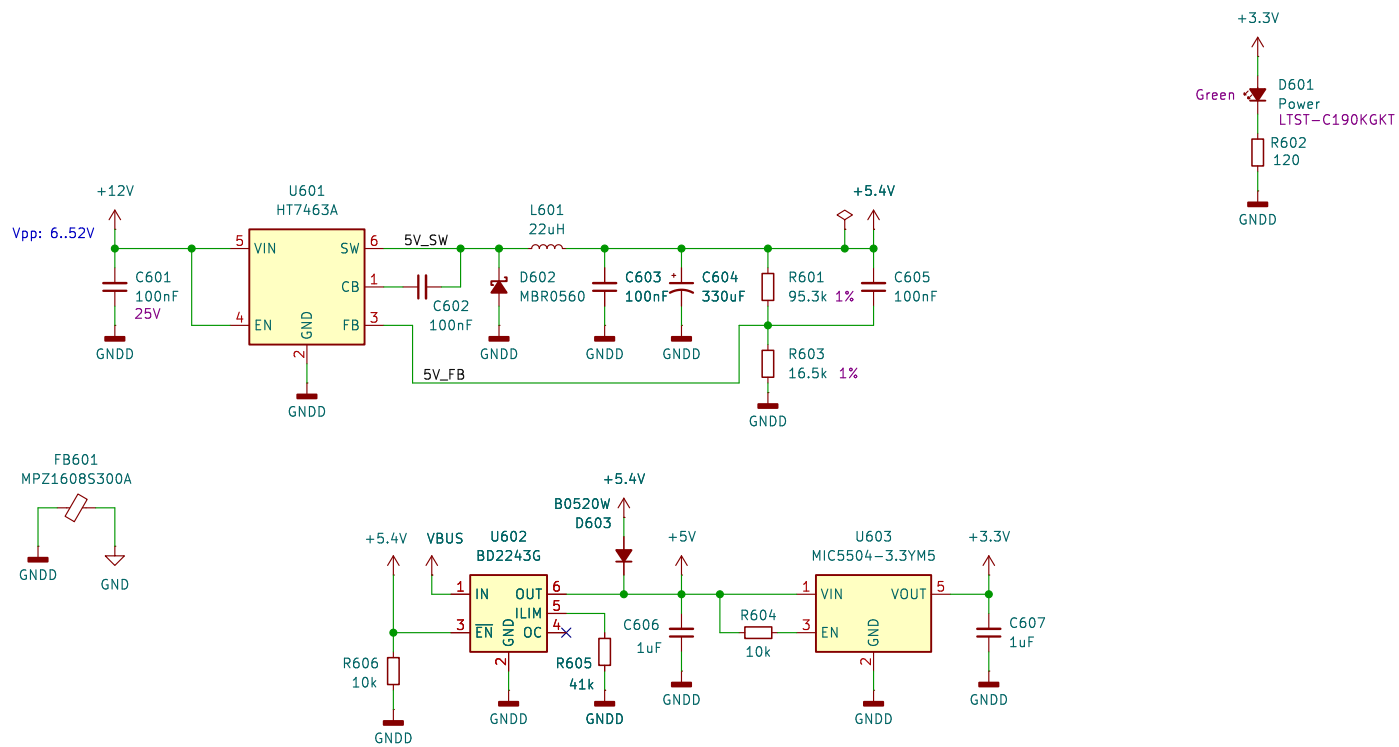 +3.3V
Green
D601
Power
LTST-C190KGKT
R602
120
GNDD
+12V
Vpp: 6..52V
C601
100nF
25V
GNDD
U601
HT7463A
5
VIN
4
EN
GND
2
SW
6
CB
1
FB
3
GNDD
5V_SW
C602
100nF
5V_FB
D602
MBR0560
GNDD
L601
22uH
C603
100nF
GNDD
C604
330uF
GNDD
+5.4V
R601
95.3k 1%
C605
100nF
R603
16.5k 1%
GNDD
FB601
MPZ1608S300A
GNDD
GND
+5.4V
VBUS
R606
10k
GNDD
U602
BD2243G
1
IN
3
EN
GND
2
OUT
6
ILIM
5
OC
4
GNDD
+5.4V
B0520W
D603
R605
41k
GNDD
+5V
C606
1uF
GNDD
R604
10k
U603
MIC5504-3.3YM5
1
VIN
3
EN
GND
2
VOUT
5
GNDD
+3.3V
C607
1uF
GNDD